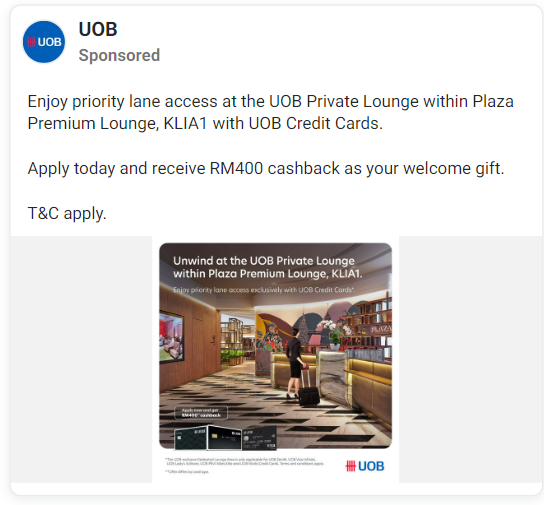 UOB
UOB
Sponsored
Enjoy priority lane access at the UOB Private Lounge within Plaza
Premium Lounge, KLIA1 with UOB Credit Cards.
Apply today and receive RM400 cashback as your welcome gift.
T&C apply.
Unwind at the UOB Private Lounge
within Plaza Premium Lounge, KLIA1.
Enjoy priority lane access exclusively with UOB Credit Cards*.
PLAZA
Apply now and get
RM400** cashback
UOB